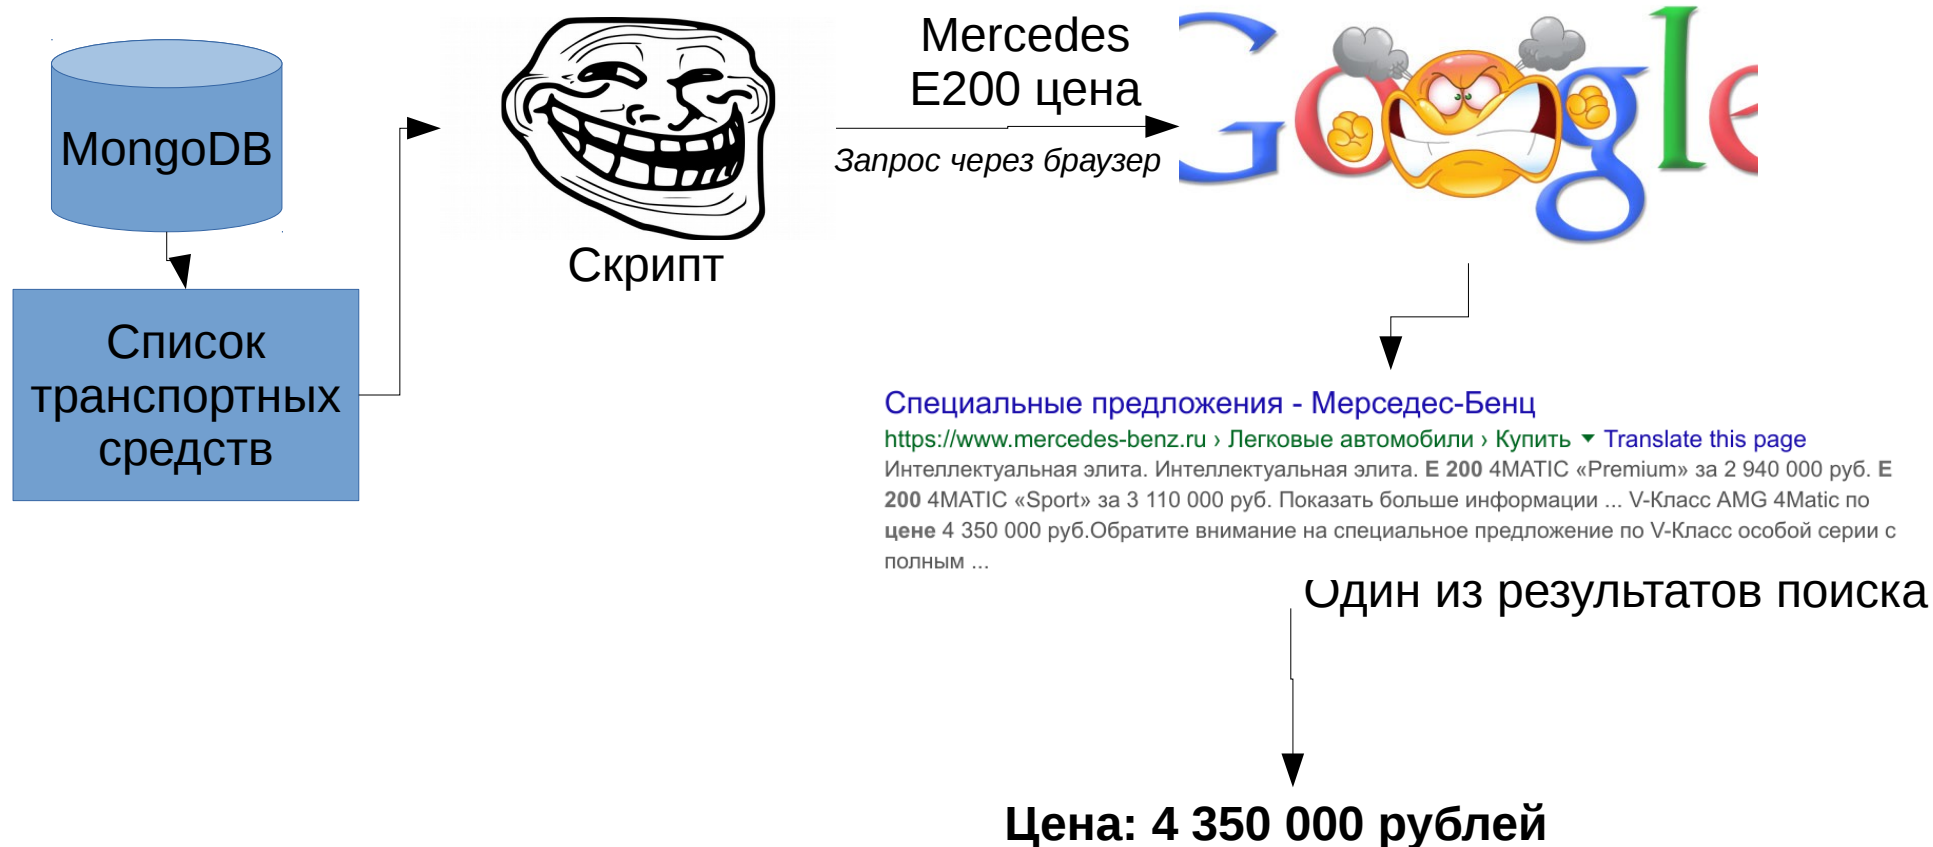 MongoDB
Список
транспортных
средств
Скрипт
Mercedes
E200 цена
Запрос через браузер
Google
Специальные предложения - Мерседес-Бенц
https://www.mercedes-benz.ru › Легковые автомобили › Купить ▼ Translate this page
Интеллектуальная элита. Интеллектуальная элита. E 200 4MATIC «Premium» за 2 940 000 руб. E
200 4MATIC «Sport» за 3 110 000 руб. Показать больше информации ... V-Класс AMG 4Matic по
цене 4 350 000 руб.Обратите внимание на специальное предложение по V-Класс особой серии с
полным ...
Один из результатов поиска
Цена: 4 350 000 рублей